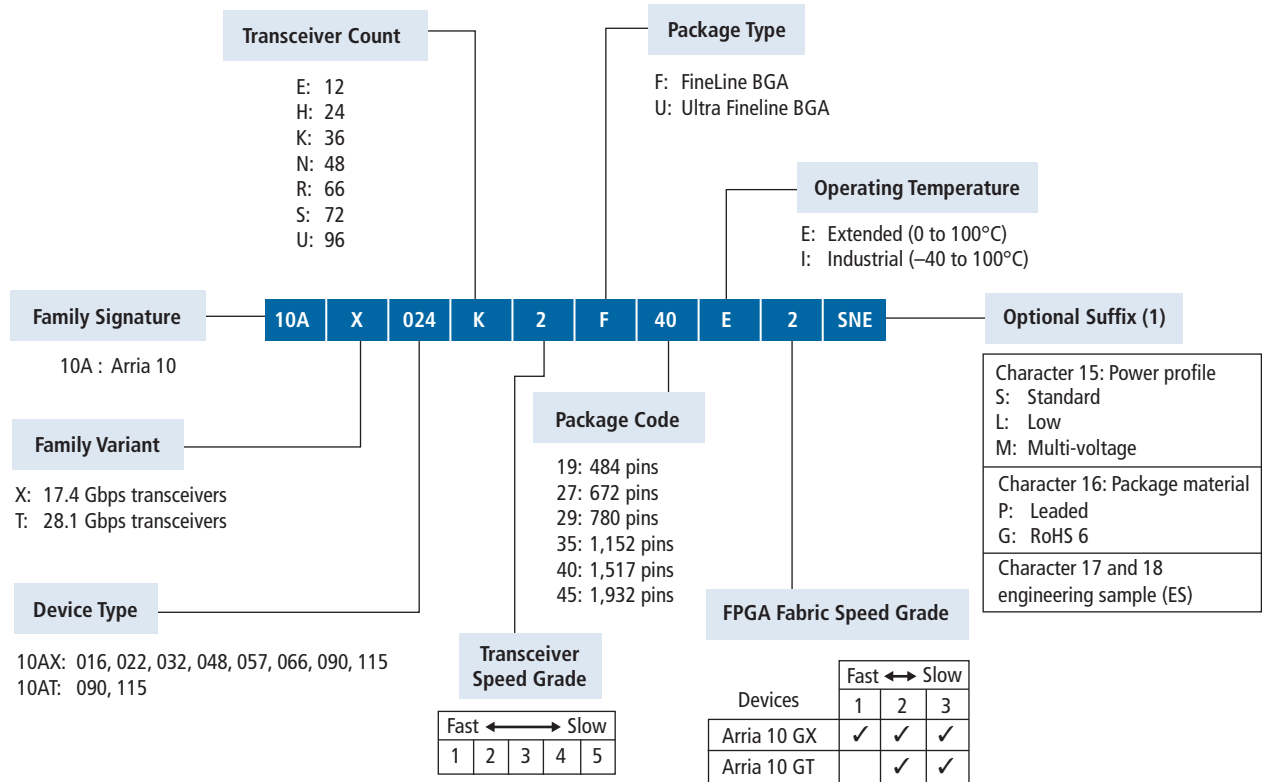 Transceiver Count
E: 12
H: 24
K: 36
N: 48
R: 66
S: 72
U: 96
Package Type
F: FineLine BGA
U: Ultra Fineline BGA
Operating Temperature
E: Extended (0 to 100°C)
I: Industrial (–40 to 100°C)
Family Signature
10A : Arria 10
10A X 024 K 2 F 40 E 2 SNE
Optional Suffix (1)
Character 15: Power profile
S: Standard
L: Low
M: Multi-voltage
Character 16: Package material
P: Leaded
G: RoHS 6
Character 17 and 18
engineering sample (ES)
Family Variant
X: 17.4 Gbps transceivers
T: 28.1 Gbps transceivers
Package Code
19: 484 pins
27: 672 pins
29: 780 pins
35: 1,152 pins
40: 1,517 pins
45: 1,932 pins
Device Type
10AX: 016, 022, 032, 048, 057, 066, 090, 115
10AT: 090, 115
Transceiver
Speed Grade
Fast ↔ Slow
1 2 3 4 5
FPGA Fabric Speed Grade
Fast ↔ Slow
Devices 1 2 3
Arria 10 GX ✓ ✓ ✓
Arria 10 GT ✓ ✓